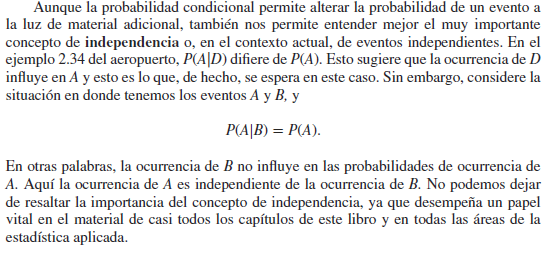 Aunque la probabilidad condicional permite alterar la probabilidad de un evento a
la luz de material adicional, también nos permite entender mejor el muy importante
concepto de independencia o, en el contexto actual, de eventos independientes. En el
ejemplo 2.34 del aeropuerto, P(A|D) difiere de P(A). Esto sugiere que la ocurrencia de D
influye en A y esto es lo que, de hecho, se espera en este caso. Sin embargo, considere la
situación en donde tenemos los eventos A y B, y
P(A|B) = P(A).
En otras palabras, la ocurrencia de B no influye en las probabilidades de ocurrencia de
A. Aquí la ocurrencia de A es independiente de la ocurrencia de B. No podemos dejar
de resaltar la importancia del concepto de independencia, ya que desempeña un papel
vital en el material de casi todos los capítulos de este libro y en todas las áreas de la
estadística aplicada.